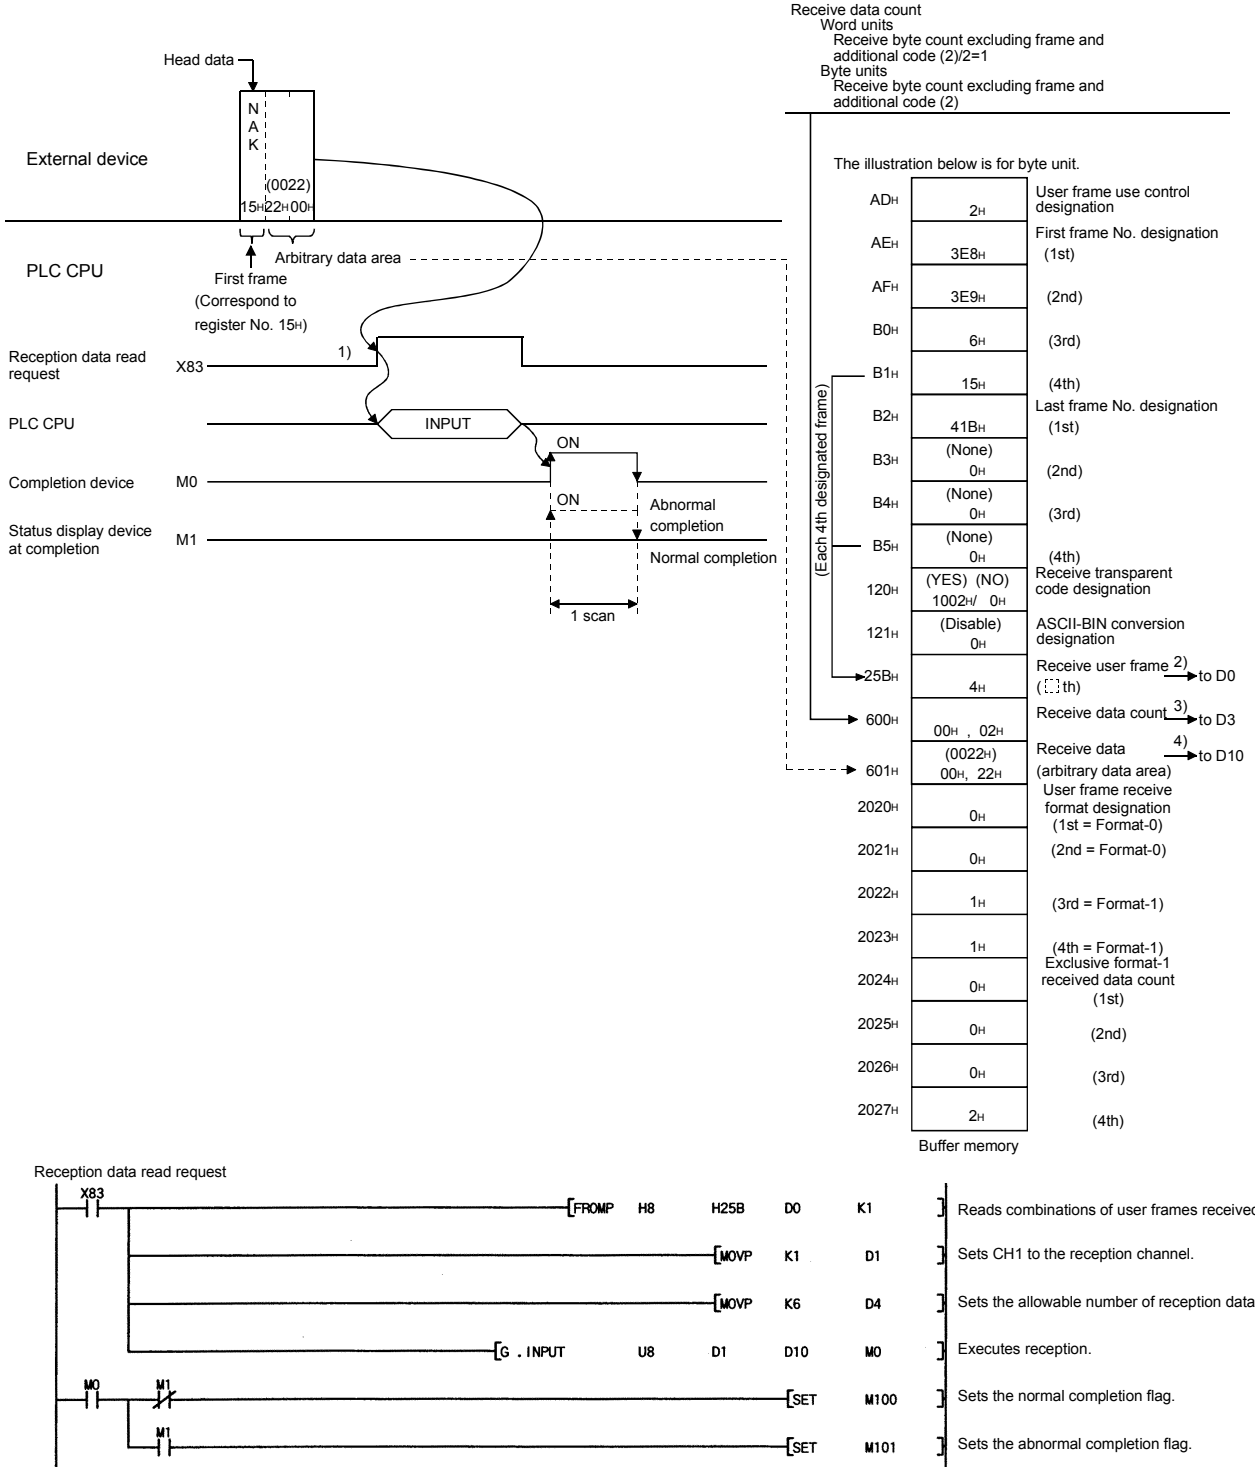 Receive data count
Word units
Receive byte count excluding frame and
additional code (2)/2=1
Byte units
Receive byte count excluding frame and
additional code (2)
Head data
N
A
K
External device
(0022)
15H 22H 00H
Arbitrary data area
PLC CPU
First frame
(Correspond to
register No. 15H)
1)
Reception data read
request
X83
PLC CPU
INPUT
ON
Completion device
M0
ON
Abnormal
completion
Status display device
at completion
M1
Normal completion
1 scan
The illustration below is for byte unit.
(Each 4th designated frame)
ADH 2H User frame use control
designation
AEH 3E8H First frame No. designation
(1st)
AFH 3E9H (2nd)
B0H 6H (3rd)
B1H 15H (4th)
B2H 41BH Last frame No. designation
(1st)
B3H (None)
0H (2nd)
B4H (None)
0H (3rd)
B5H (None)
0H (4th)
120H (YES) (NO) Receive transparent
1002H/ 0H code designation
121H (Disable) ASCII-BIN conversion
0H designation
25BH 4H Receive user frame 2) to D0
( th)
600H 00H , 02H Receive data count 3) to D3
601H (0022H) Receive data 4) to D10
00H, 22H (arbitrary data area)
2020H 0H User frame receive
format designation
(1st = Format-0)
2021H 0H (2nd = Format-0)
2022H 1H (3rd = Format-1)
2023H 1H (4th = Format-1)
2024H 0H Exclusive format-1
received data count
(1st)
2025H 0H (2nd)
2026H 0H (3rd)
2027H 2H (4th)
Buffer memory
Reception data read request
X83 FROMP H8 H25B D0 K1 Reads combinations of user frames received
MOVP K1 D1 Sets CH1 to the reception channel.
MOVP K6 D4 Sets the allowable number of reception data
G . INPUT U8 D1 D10 M0 Executes reception.
M0 M1 SET M100 Sets the normal completion flag.
M1 SET M101 Sets the abnormal completion flag.